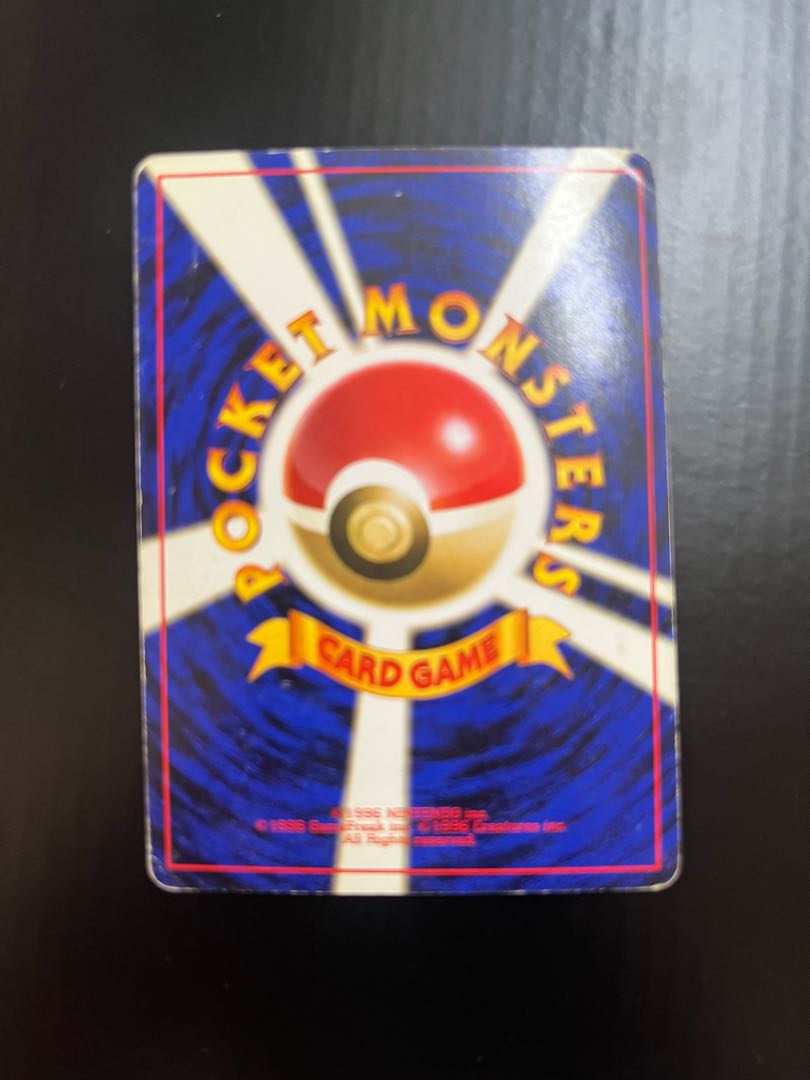 POCKET MONSTERS
CARD GAME
©1996 NINTENDO inc.
©1996 GameFreak inc. ©1996 Creatures inc.
All Rights reserved.